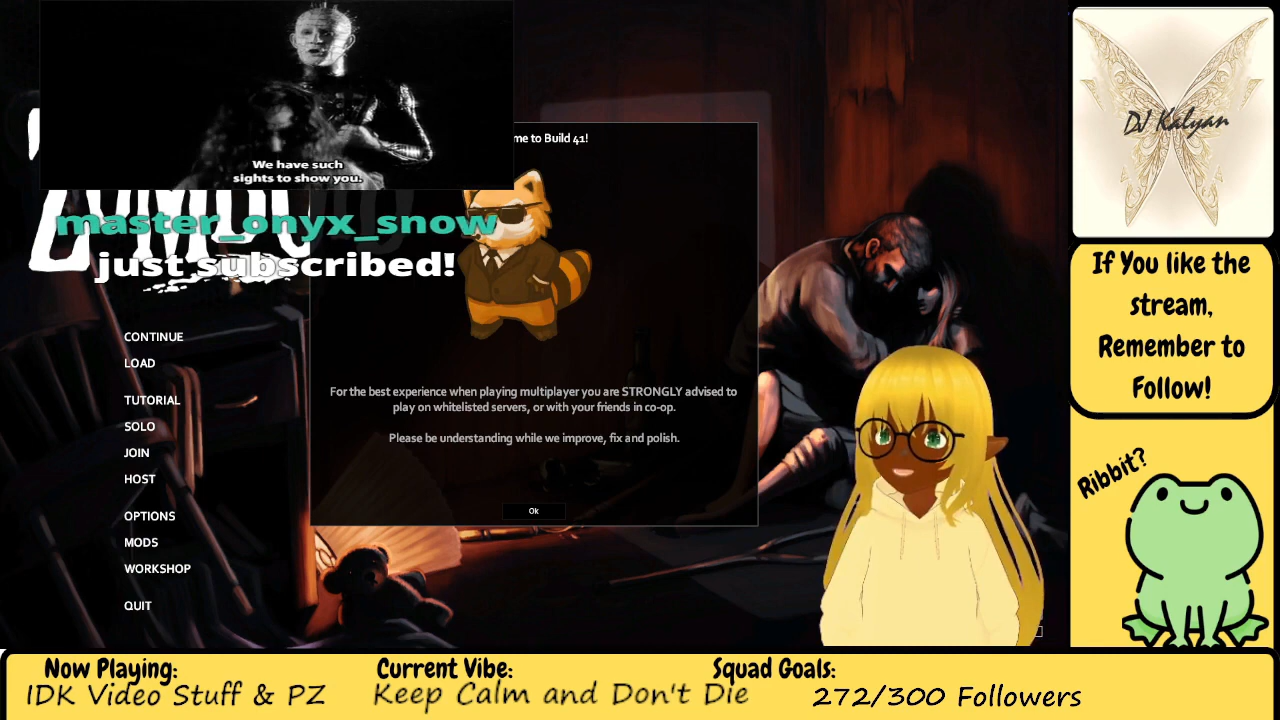 We have such
sights to show you.
me to Build 41!
master_onyx_snow
just subscribed!
CONTINUE
LOAD
TUTORIAL
SOLO
JOIN
HOST
OPTIONS
MODS
WORKSHOP
QUIT
For the best experience when playing multiplayer you are STRONGLY advised to
play on whitelisted servers, or with your friends in co-op.
Please be understanding while we improve, fix and polish.
Ok
DJ Kalyan
If You like the
stream,
Remember to
Follow!
Ribbit?
Now Playing:
IDK Video Stuff & PZ
Current Vibe:
Keep Calm and Don't Die
Squad Goals:
272/300 Followers